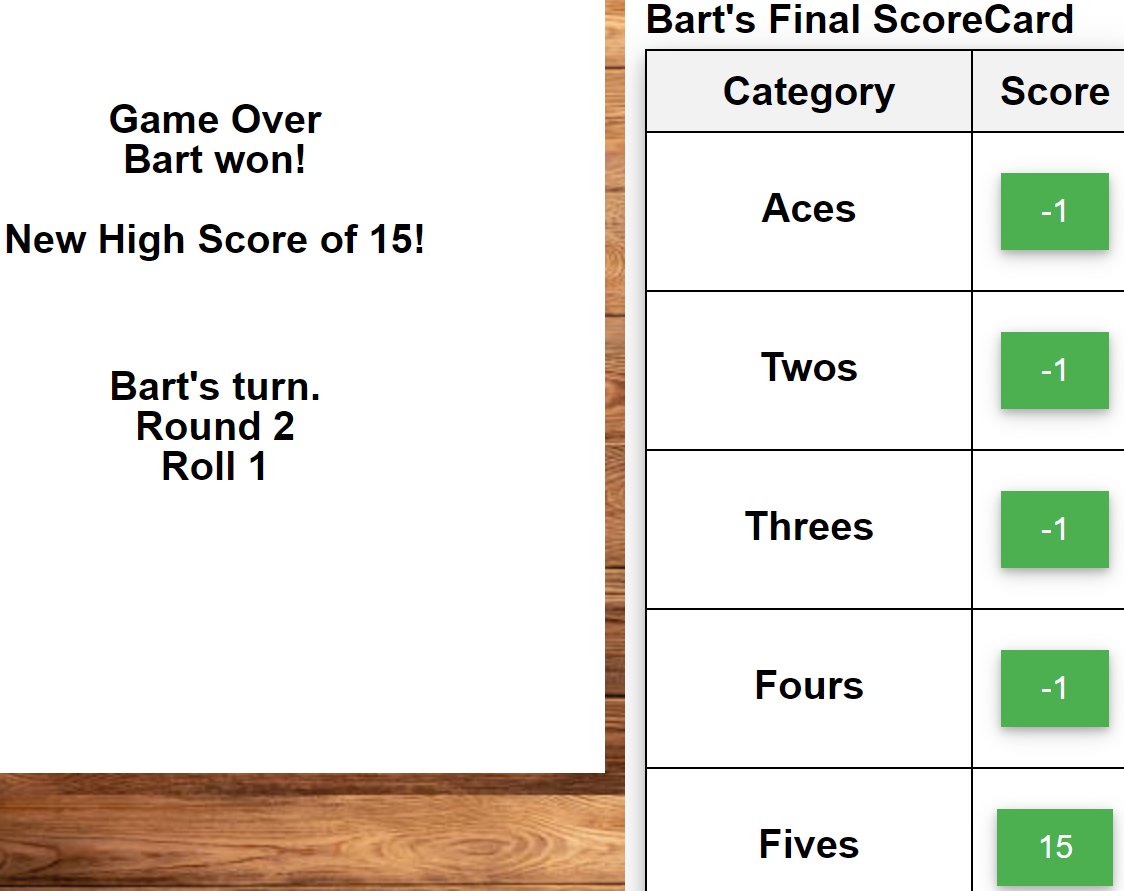 Game Over
Bart won!
New High Score of 15!
Bart's turn.
Round 2
Roll 1
Bart's Final ScoreCard
Category Score
Aces -1
Twos -1
Threes -1
Fours -1
Fives 15